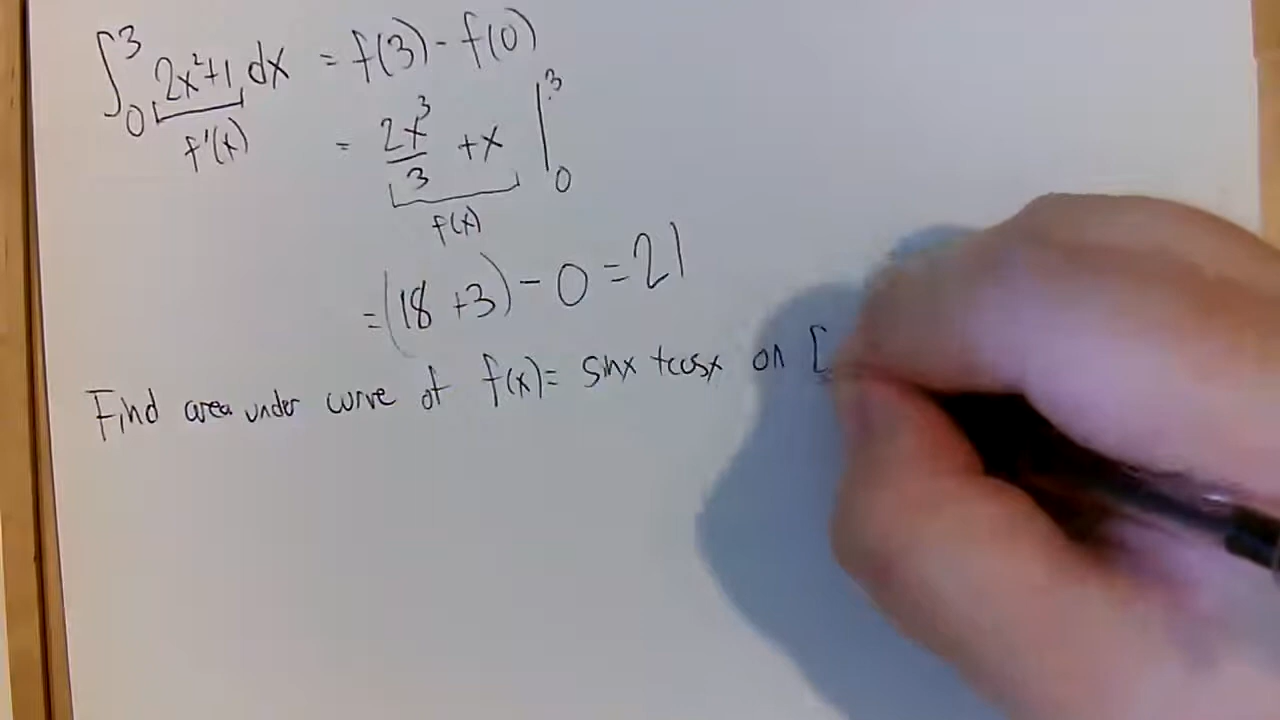 ∫₀³ 2x²+1 dx = f(3) - f(0)
f'(x)
= 2x³/3 + x |₀³
f(x)
= (18 + 3) - 0 = 21
Find area under curve of f(x) = sinx + cosx on [